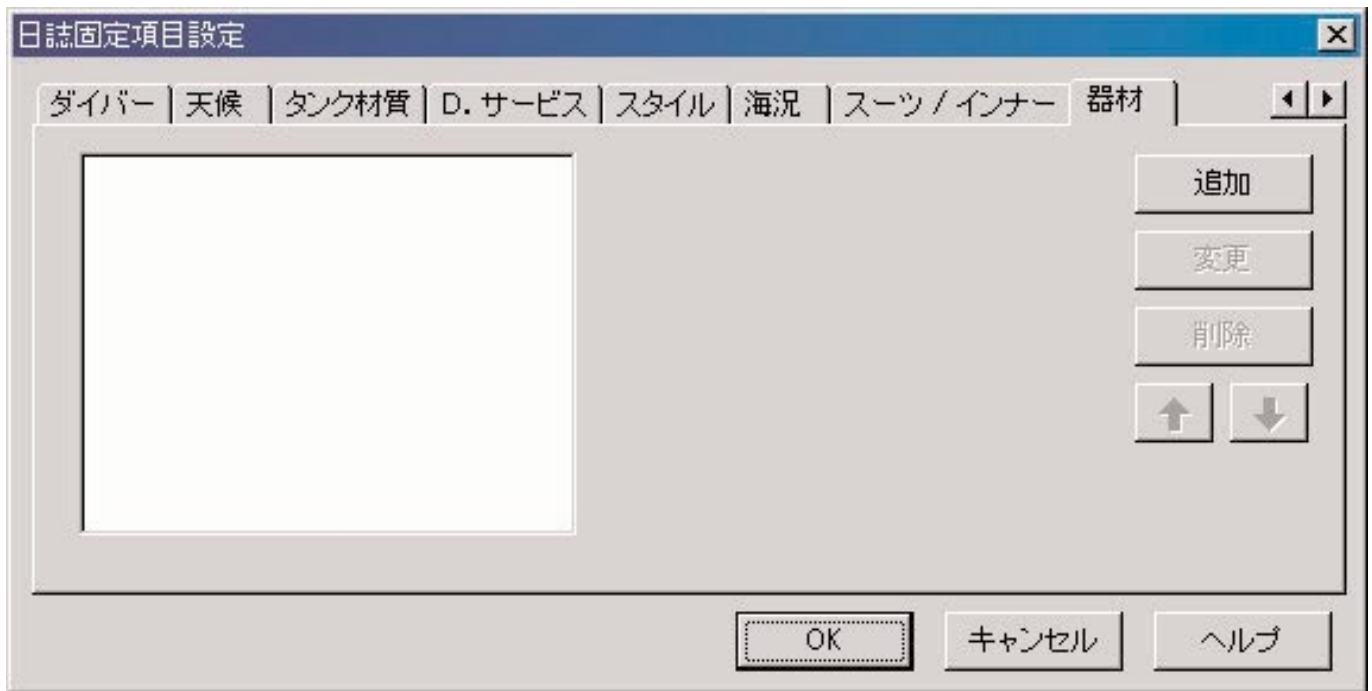 日誌固定項目設定
ダイバー 天候 タンク材質 D. サービス スタイル 海況 スーツ / インナー 器材
追加
変更
削除
OK キャンセル ヘルプ